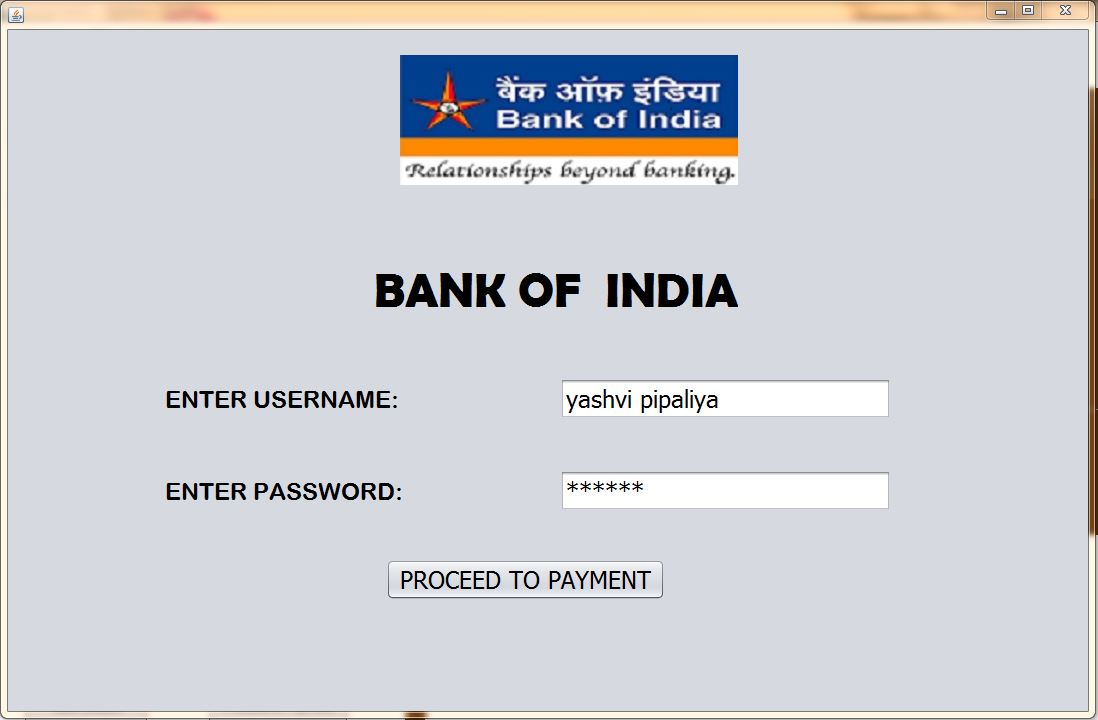 बैंक ऑफ़ इंडिया
Bank of India
Relationships beyond banking.
BANK OF INDIA
ENTER USERNAME: yashvi pipaliya
ENTER PASSWORD: ******
PROCEED TO PAYMENT